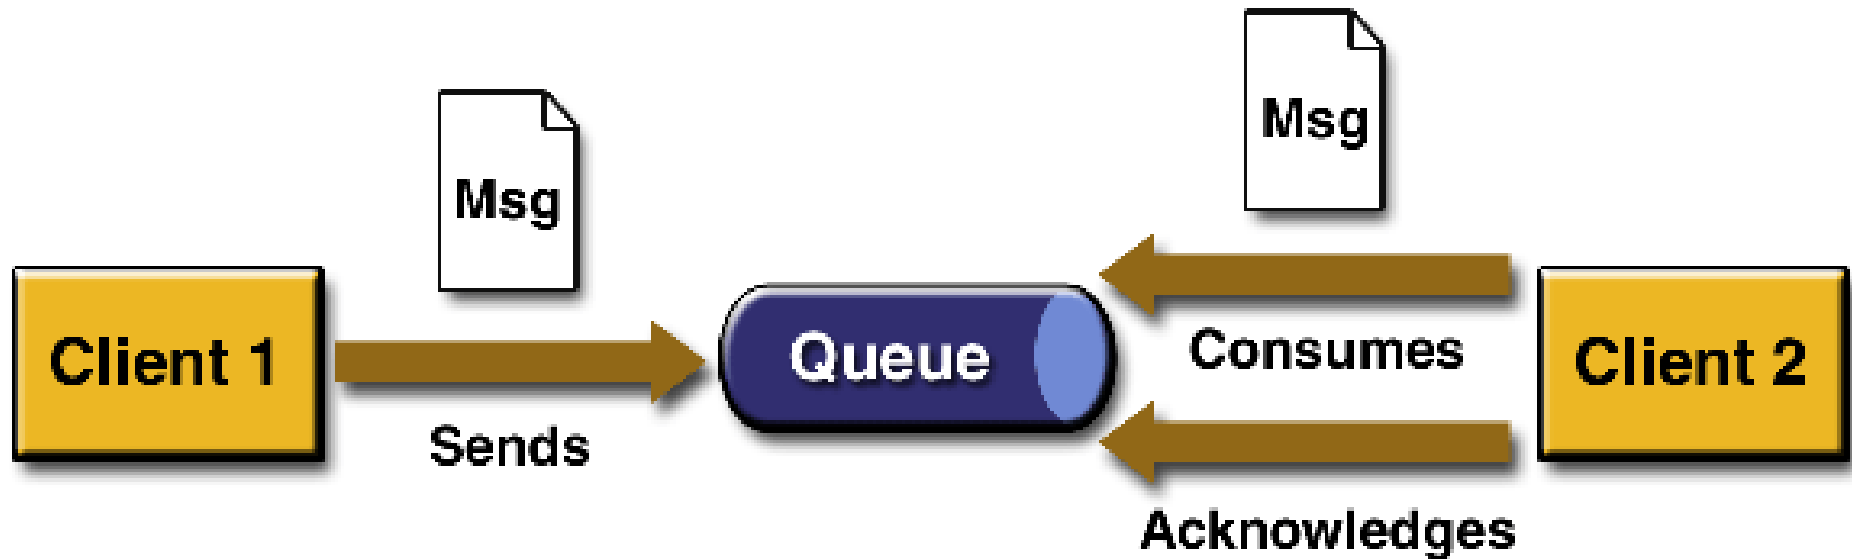 Msg
Msg
Client 1
Sends
Queue
Consumes
Acknowledges
Client 2